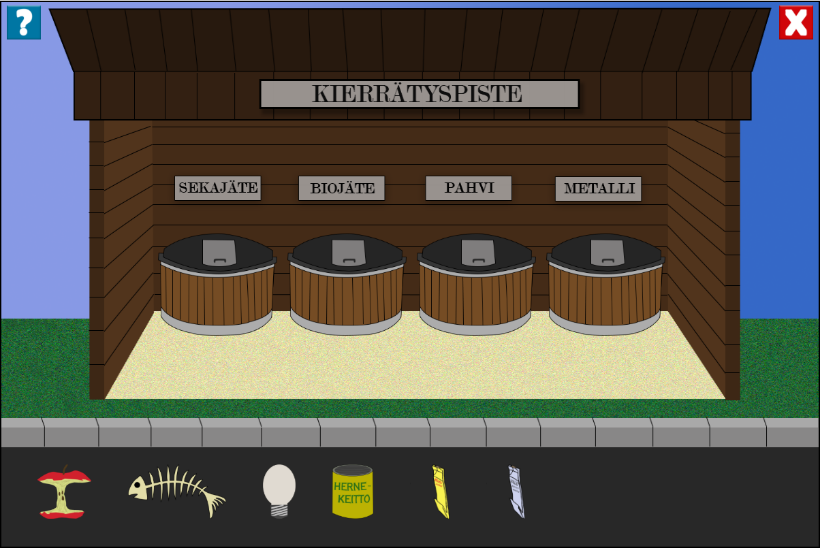 ?
X
KIERRÄTYSPISTE
SEKAJÄTE
BIOJÄTE
PAHVI
METALLI
HERNE-
KEITTO